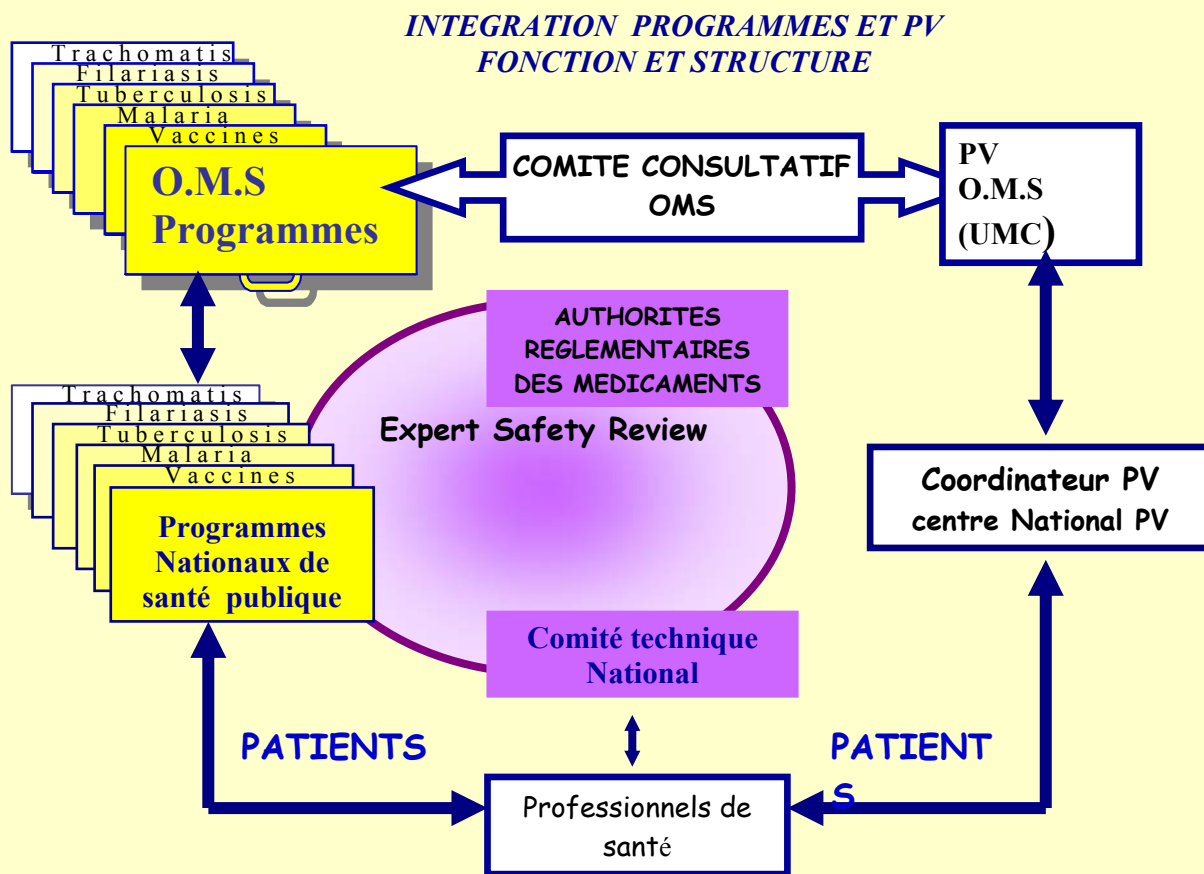 INTEGRATION PROGRAMMES ET PV
FONCTION ET STRUCTURE
Trachomatis
Filariasis
Tuberculosis
Malaria
Vaccines
O.M.S
Programmes
COMITE CONSULTATIF
OMS
PV
O.M.S
(UMC)
AUTHORITES
REGLEMENTAIRES
DES MEDICAMENTS
Expert Safety Review
Trachomatis
Filariasis
Tuberculosis
Malaria
Vaccines
Programmes
Nationaux de
santé publique
Coordinateur PV
centre National PV
Comité technique
National
PATIENTS
PATIENT
S
Professionnels de
santé